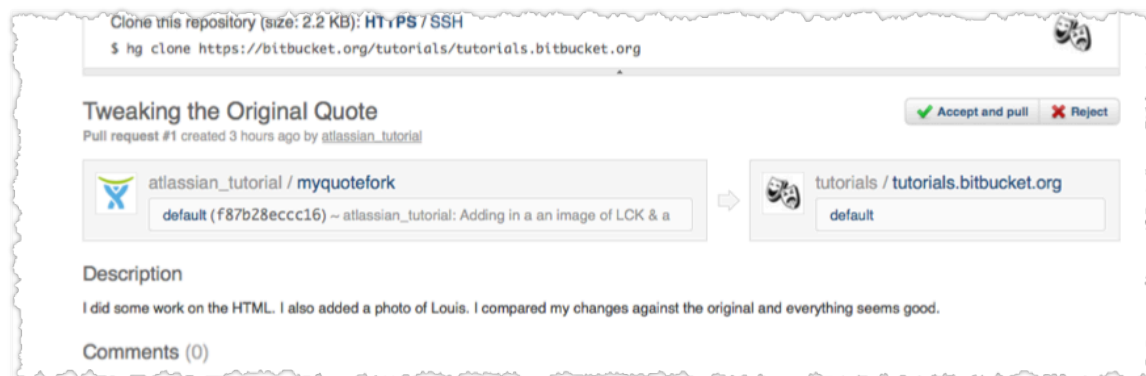 Clone this repository (size: 2.2 KB): HTTPS / SSH
$ hg clone https://bitbucket.org/tutorials/tutorials.bitbucket.org
Tweaking the Original Quote
Accept and pull
Reject
Pull request #1 created 3 hours ago by atlassian_tutorial
atlassian_tutorial / myquotefork
default (f87b28eccc16) ~ atlassian_tutorial: Adding in a an image of LCK & a
tutorials / tutorials.bitbucket.org
default
Description
I did some work on the HTML. I also added a photo of Louis. I compared my changes against the original and everything seems good.
Comments (0)